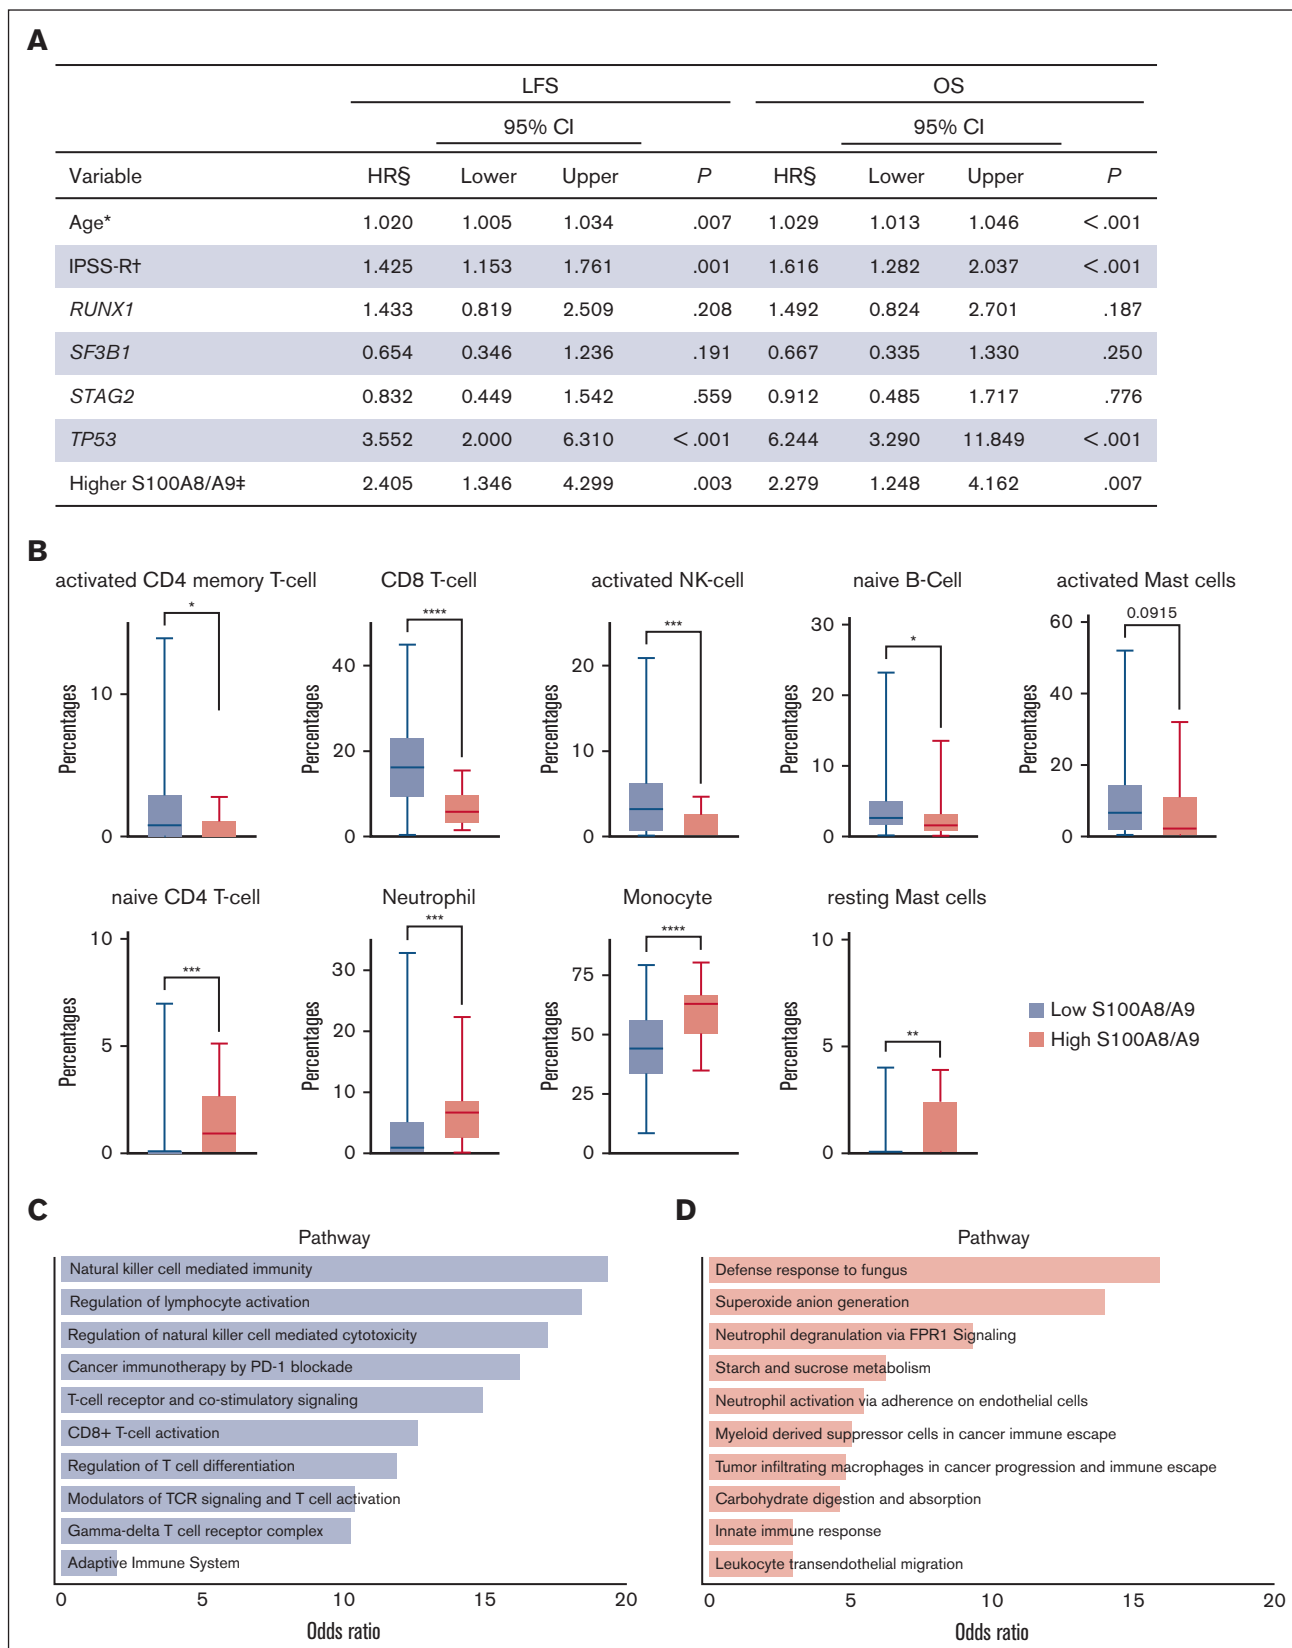 A
LFS OS
95% CI 95% CI
Variable HR§ Lower Upper P HR§ Lower Upper P
Age* 1.020 1.005 1.034 .007 1.029 1.013 1.046 <.001
IPSS-R† 1.425 1.153 1.761 .001 1.616 1.282 2.037 <.001
RUNX1 1.433 0.819 2.509 .208 1.492 0.824 2.701 .187
SF3B1 0.654 0.346 1.236 .191 0.667 0.335 1.330 .250
STAG2 0.832 0.449 1.542 .559 0.912 0.485 1.717 .776
TP53 3.552 2.000 6.310 <.001 6.244 3.290 11.849 <.001
Higher S100A8/A9‡ 2.405 1.346 4.299 .003 2.279 1.248 4.162 .007
B
activated CD4 memory T-cell
Percentages
10
0
*
CD8 T-cell
Percentages
40
20
0
****
activated NK-cell
Percentages
20
10
0
***
naive B-Cell
Percentages
30
20
10
0
*
activated Mast cells
Percentages
60
40
20
0
0.0915
naive CD4 T-cell
Percentages
10
5
0
***
Neutrophil
Percentages
30
20
10
0
***
Monocyte
Percentages
75
50
25
0
****
resting Mast cells
Percentages
10
5
0
**
Low S100A8/A9
High S100A8/A9
C
Pathway
Natural killer cell mediated immunity
Regulation of lymphocyte activation
Regulation of natural killer cell mediated cytotoxicity
Cancer immunotherapy by PD-1 blockade
T-cell receptor and co-stimulatory signaling
CD8+ T-cell activation
Regulation of T cell differentiation
Modulators of TCR signaling and T cell activation
Gamma-delta T cell receptor complex
Adaptive Immune System
0 5 10 15 20
Odds ratio
D
Pathway
Defense response to fungus
Superoxide anion generation
Neutrophil degranulation via FPR1 Signaling
Starch and sucrose metabolism
Neutrophil activation via adherence on endothelial cells
Myeloid derived suppressor cells in cancer immune escape
Tumor infiltrating macrophages in cancer progression and immune escape
Carbohydrate digestion and absorption
Innate immune response
Leukocyte transendothelial migration
0 5 10 15 20
Odds ratio